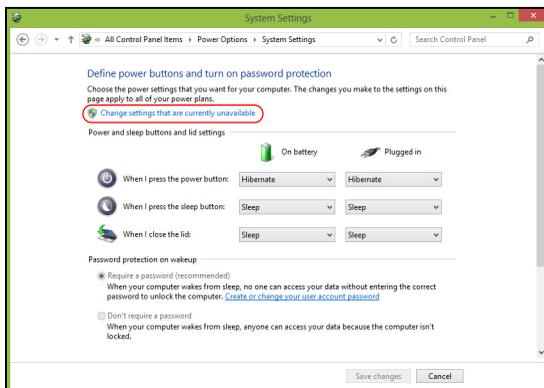 System Settings
« All Control Panel Items ▸ Power Options ▸ System Settings
Search Control Panel
Define power buttons and turn on password protection
Choose the power settings that you want for your computer. The changes you make to the settings on this
page apply to all of your power plans.
Change settings that are currently unavailable
Power and sleep buttons and lid settings
On battery Plugged in
When I press the power button: Hibernate Hibernate
When I press the sleep button: Sleep Sleep
When I close the lid: Sleep Sleep
Password protection on wakeup
Require a password (recommended)
When your computer wakes from sleep, no one can access your data without entering the correct
password to unlock the computer. Create or change your user account password
Don't require a password
When your computer wakes from sleep, anyone can access your data because the computer isn't
locked.
Save changes Cancel